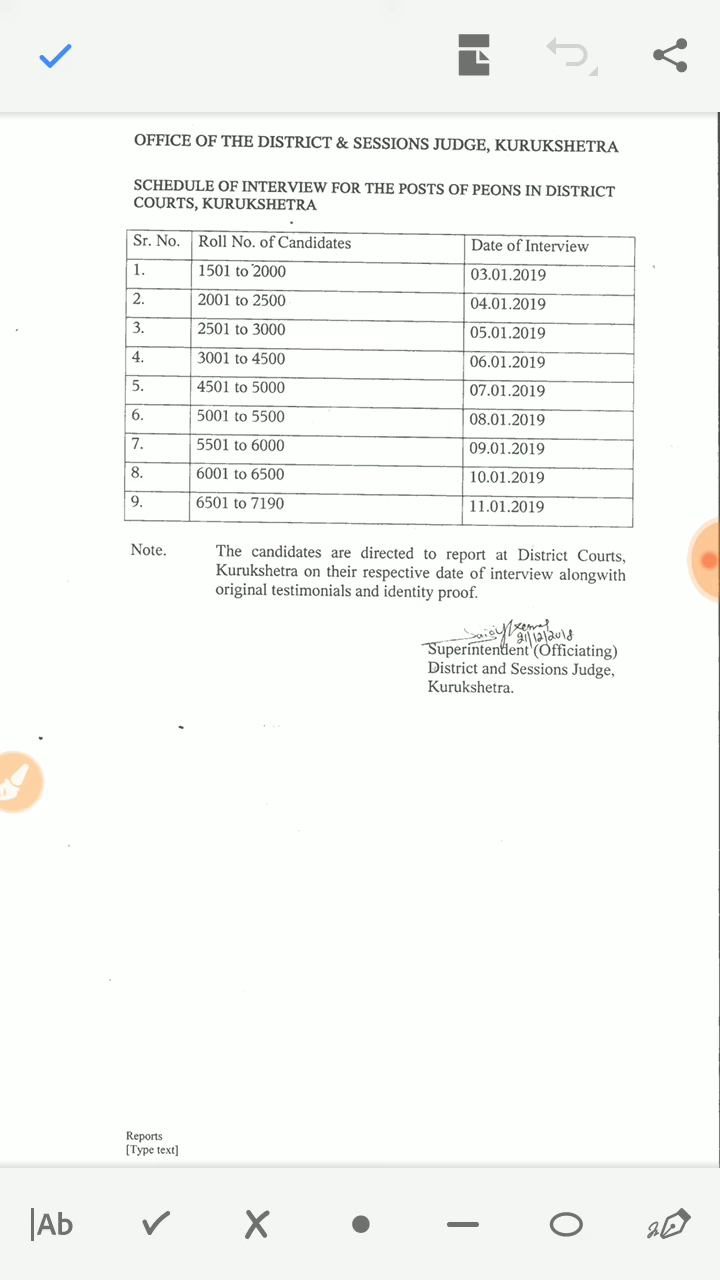 OFFICE OF THE DISTRICT & SESSIONS JUDGE, KURUKSHETRA
SCHEDULE OF INTERVIEW FOR THE POSTS OF PEONS IN DISTRICT
COURTS, KURUKSHETRA
Sr. No. Roll No. of Candidates Date of Interview
1. 1501 to 2000 03.01.2019
2. 2001 to 2500 04.01.2019
3. 2501 to 3000 05.01.2019
4. 3001 to 4500 06.01.2019
5. 4501 to 5000 07.01.2019
6. 5001 to 5500 08.01.2019
7. 5501 to 6000 09.01.2019
8. 6001 to 6500 10.01.2019
9. 6501 to 7190 11.01.2019
Note. The candidates are directed to report at District Courts,
Kurukshetra on their respective date of interview alongwith
original testimonials and identity proof.
21/12/2018
Superintendent (Officiating)
District and Sessions Judge,
Kurukshetra.
Reports
[Type text]
Ab